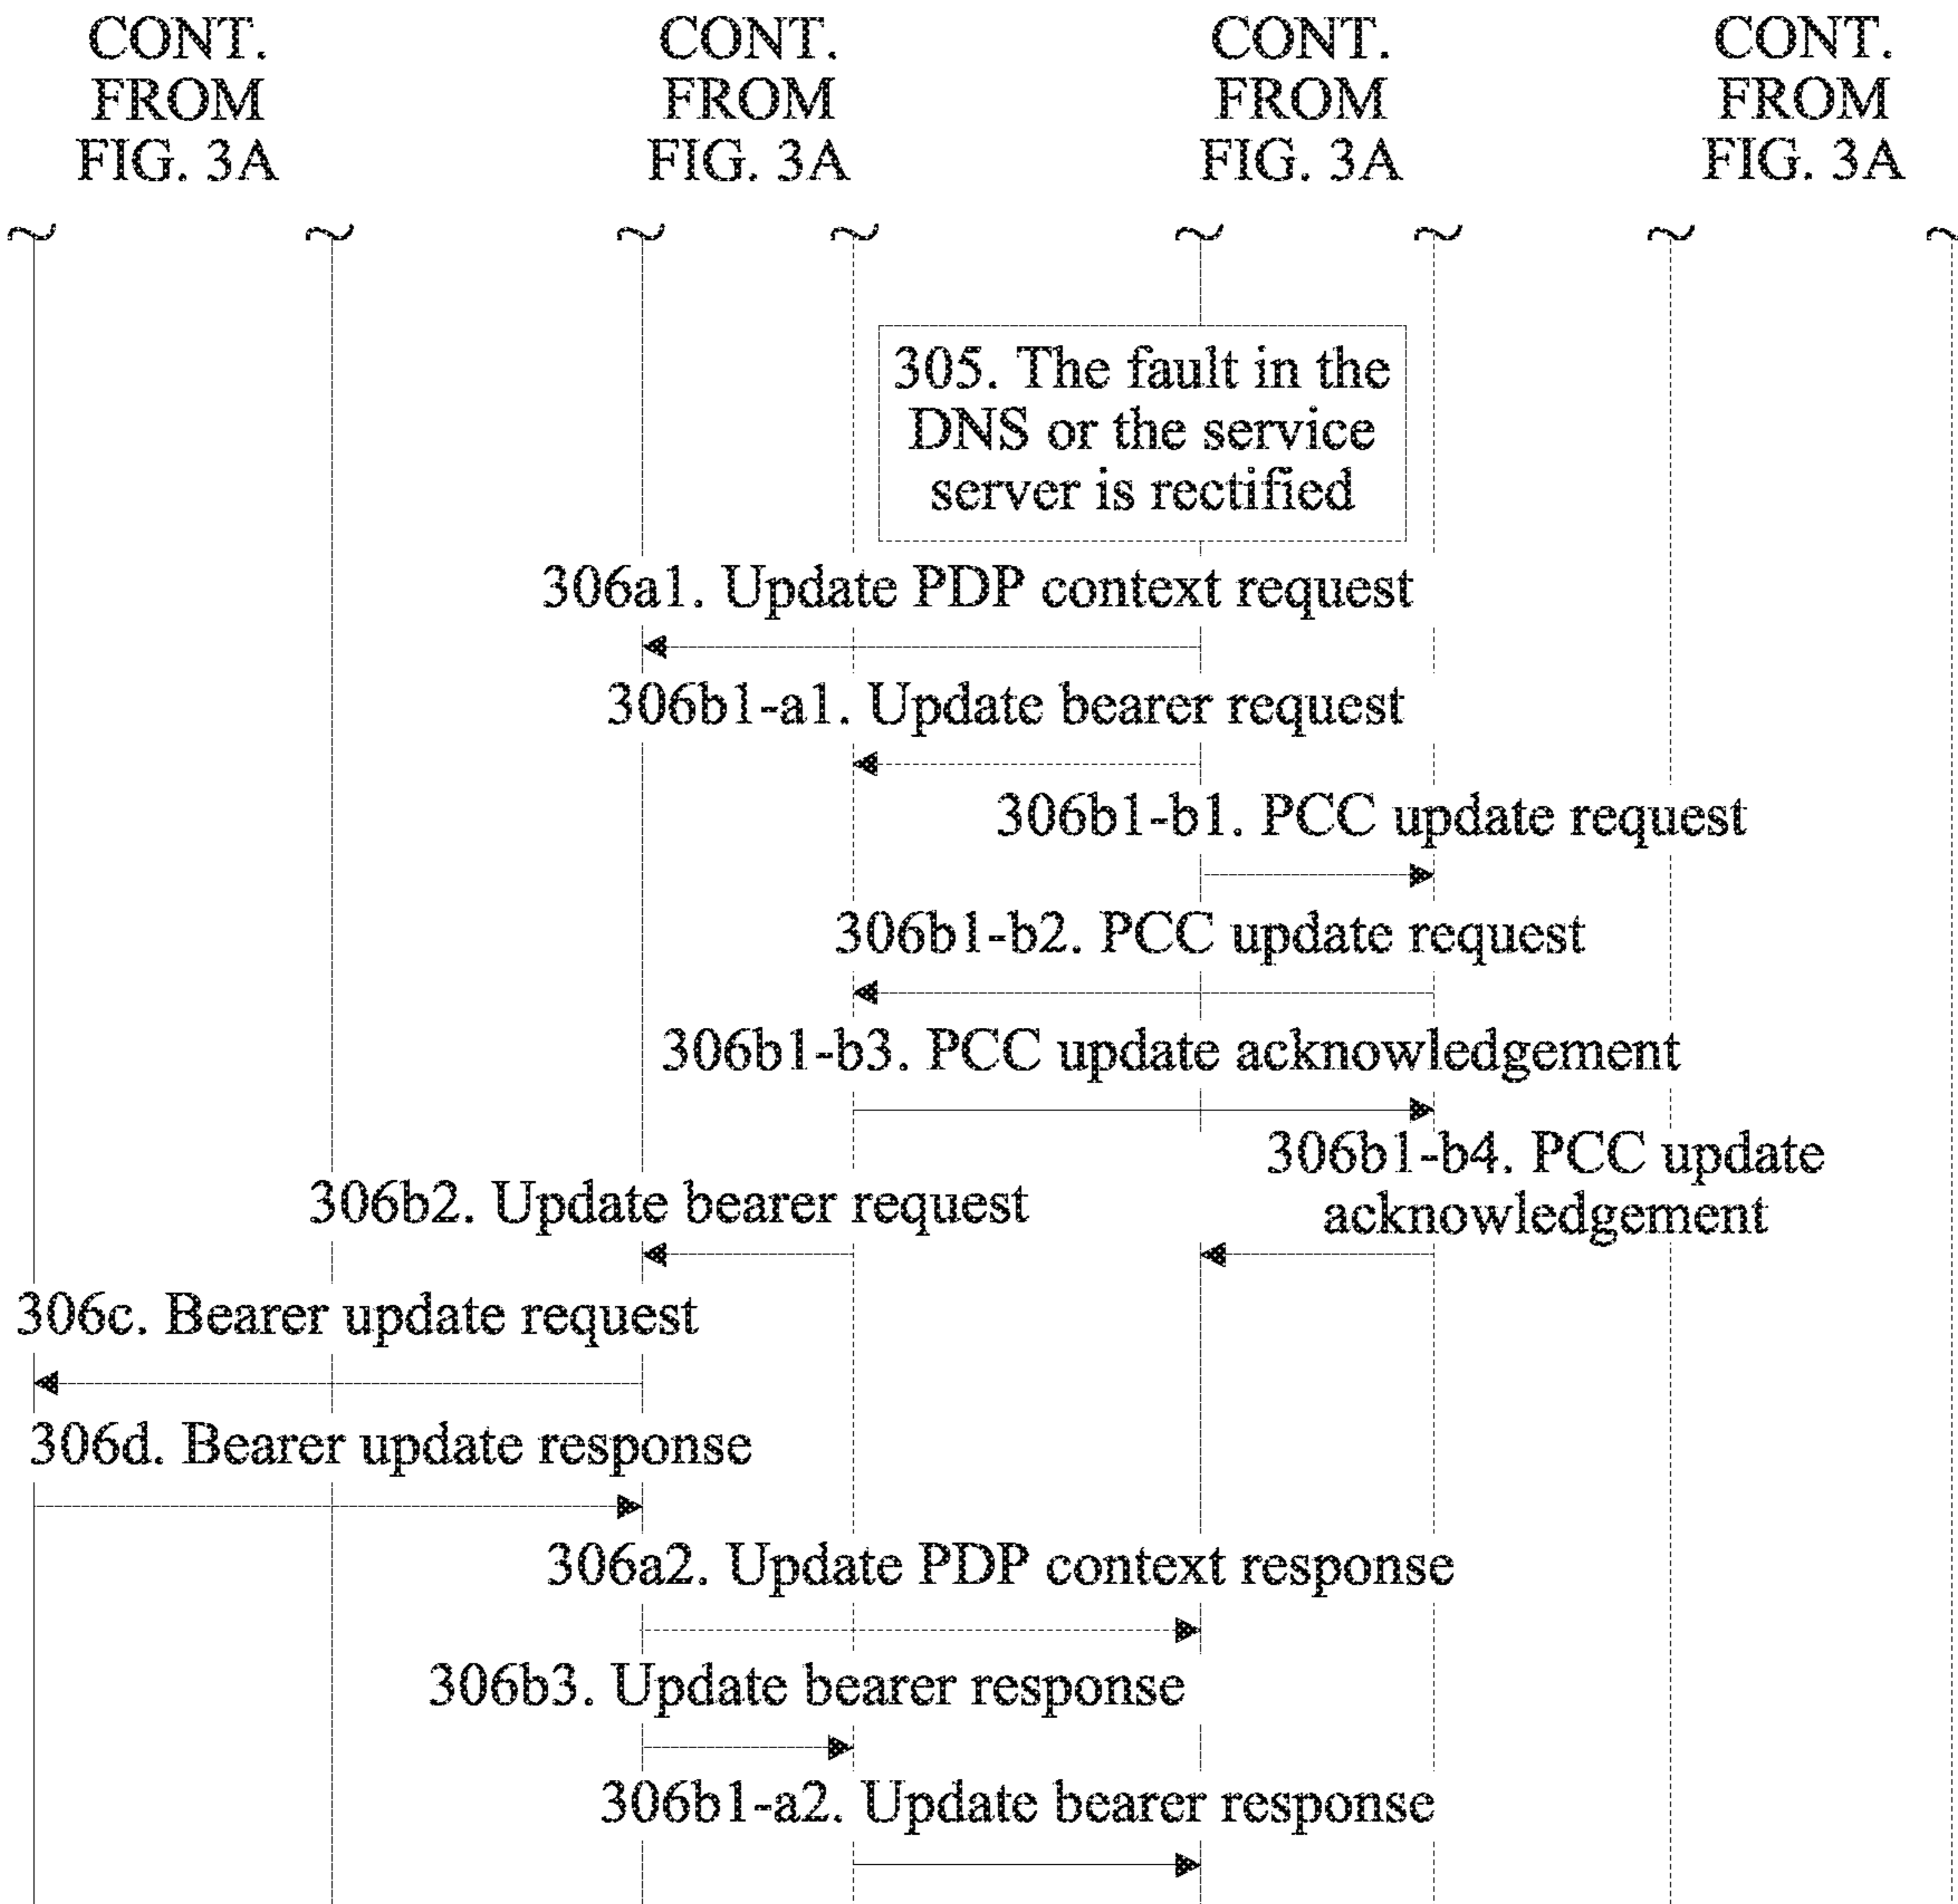 CONT.
FROM
FIG. 3A
CONT.
FROM
FIG. 3A
CONT.
FROM
FIG. 3A
CONT.
FROM
FIG. 3A
305. The fault in the
DNS or the service
server is rectified
306a1. Update PDP context request
306b1-a1. Update bearer request
306b1-b1. PCC update request
306b1-b2. PCC update request
306b1-b3. PCC update acknowledgement
306b1-b4. PCC update
acknowledgement
306b2. Update bearer request
306c. Bearer update request
306d. Bearer update response
306a2. Update PDP context response
306b3. Update bearer response
306b1-a2. Update bearer response